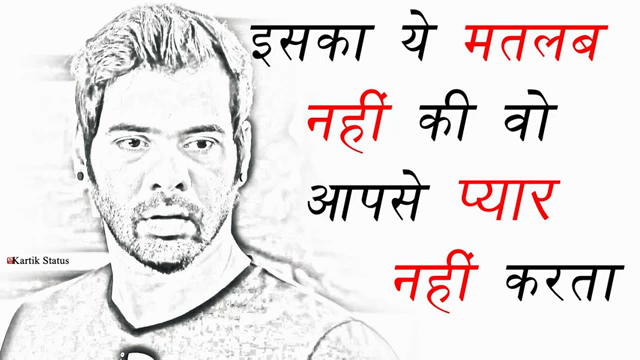 इसका ये मतलब
नहीं की वो
आपसे प्यार
नहीं करता
Kartik Status